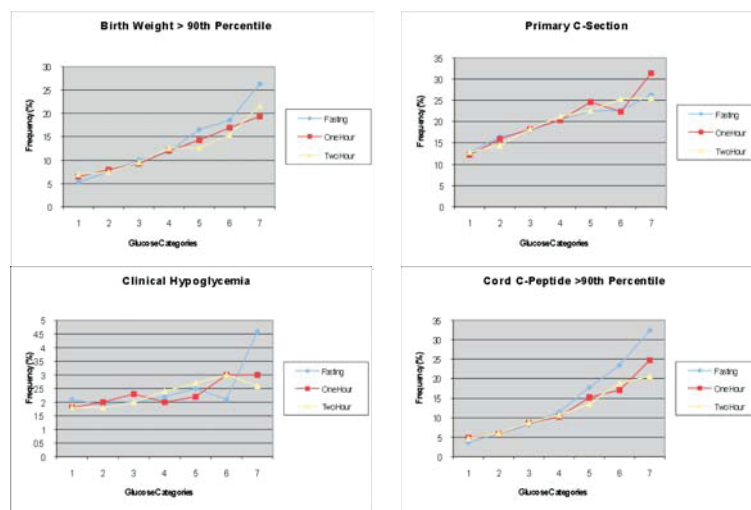 Birth Weight > 90th Percentile
30
25
20
15
10
5
0
Frequency(%)
1 2 3 4 5 6 7
GlucoseCategories
Fasting
OneHour
TwoHour
Primary C-Section
35
30
25
20
15
10
5
0
Frequency(%)
1 2 3 4 5 6 7
GlucoseCategories
Fasting
OneHour
TwoHour
Clinical Hypoglycemia
5
4.5
4
3.5
3
2.5
2
1.5
1
0.5
0
Frequency(%)
1 2 3 4 5 6 7
GlucoseCategories
Fasting
OneHour
TwoHour
Cord C-Peptide >90th Percentile
35
30
25
20
15
10
5
0
Frequency(%)
1 2 3 4 5 6 7
GlucoseCategories
Fasting
OneHour
TwoHour